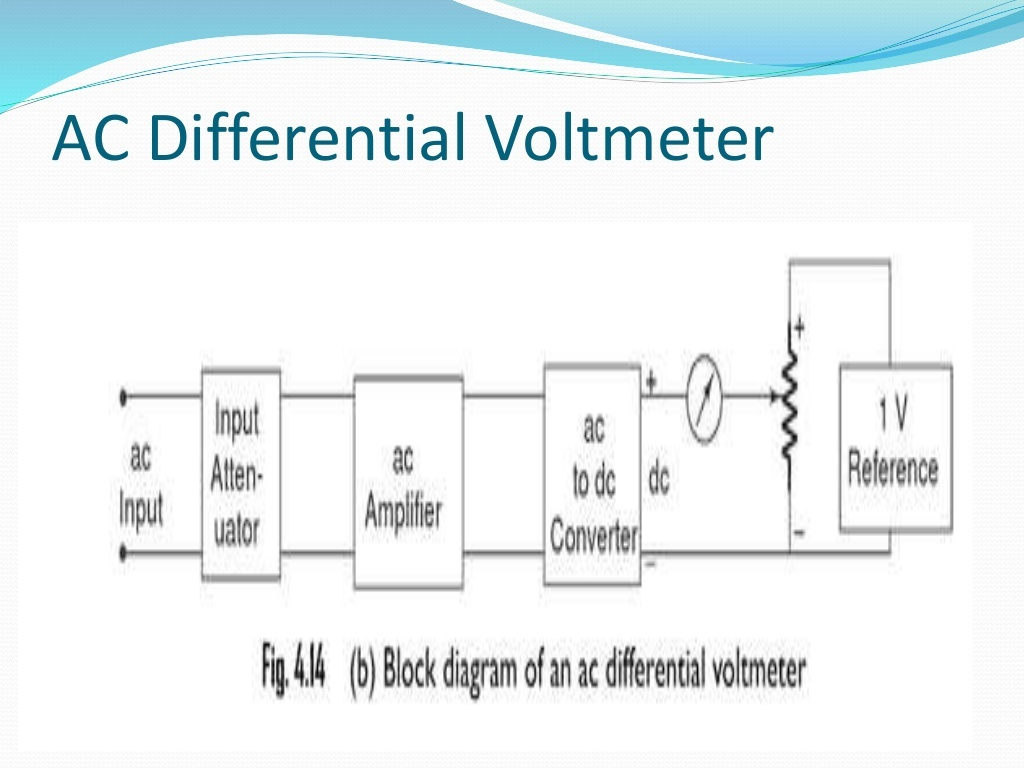 AC Differential Voltmeter
ac
Input
Input
Atten-
uator
ac
Amplifier
ac
to dc
Converter
+
dc
–
+
–
1 V
Reference
Fig. 4.14 (b) Block diagram of an ac differential voltmeter